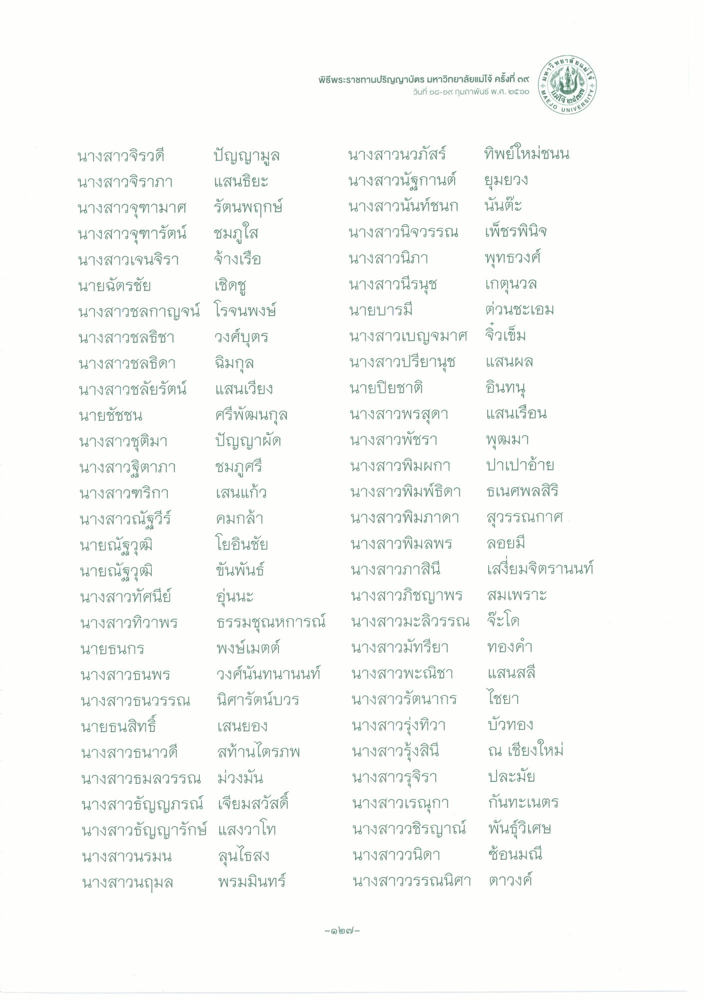 พิธีพระราชทานปริญญาบัตร มหาวิทยาลัยแม่โจ้ ครั้งที่ ๓๙
วันที่ ๑๘-๑๙ กุมภาพันธ์ พ.ศ. ๒๕๖๐
มหาวิทยาลัยแม่โจ้
แม่โจ้ ๒๔๗๗
MAEJO UNIVERSITY
นางสาวจิรวดี ปัญญามูล
นางสาวจิราภา แสนธิยะ
นางสาวจุฑามาศ รัตนพฤกษ์
นางสาวจุฑารัตน์ ชมภูใส
นางสาวเจนจิรา จ้างเรือ
นายฉัตรชัย เชิดชู
นางสาวชลกาญจน์ โรจนพงษ์
นางสาวชลธิชา วงศ์บุตร
นางสาวชลธิดา ฉิมกุล
นางสาวชลัยรัตน์ แสนเวียง
นายชัชชน ศรีพัฒนกุล
นางสาวชุติมา ปัญญาผัด
นางสาวฐิตาภา ชมภูศรี
นางสาวฑริกา เสนแก้ว
นางสาวณัฐวีร์ คมกล้า
นายณัฐวุฒิ โยอินชัย
นายณัฐวุฒิ ขันพันธ์
นางสาวทัศนีย์ อุ่นนะ
นางสาวทิวาพร ธรรมชุณหการณ์
นายธนกร พงษ์เมตต์
นางสาวธนพร วงศ์นันทนานนท์
นางสาวธนวรรณ นิศารัตน์บวร
นายธนสิทธิ์ เสนยอง
นางสาวธนาวดี สท้านไตรภพ
นางสาวธมลวรรณ ม่วงมัน
นางสาวธัญญภรณ์ เจียมสวัสดิ์
นางสาวธัญญารักษ์ แสงวาโท
นางสาวนรมน ลุนไธสง
นางสาวนฤมล พรมมินทร์
นางสาวนวภัสร์ ทิพย์ใหม่ชนน
นางสาวนัฐกานต์ ยุมยวง
นางสาวนันท์ชนก นันต๊ะ
นางสาวนิจวรรณ เพ็ชรพินิจ
นางสาวนิภา พุทธวงศ์
นางสาวนีรนุช เกตุนวล
นายบารมี ต่วนชะเอม
นางสาวเบญจมาศ จิ๋วเข็ม
นางสาวปรียานุช แสนผล
นายปิยชาติ อินทนุ
นางสาวพรสุดา แสนเรือน
นางสาวพัชรา พุฒมา
นางสาวพิมผกา ปาเปาอ้าย
นางสาวพิมพ์ธิดา ธเนศพลสิริ
นางสาวพิมภาดา สุวรรณกาศ
นางสาวพิมลพร ลอยมี
นางสาวภาสินี เสงี่ยมจิตรานนท์
นางสาวภิชญาพร สมเพราะ
นางสาวมะลิวรรณ จ๊ะโด
นางสาวมัทรียา ทองคำ
นางสาวพะณิชา แสนสลี
นางสาวรัตนากร ไชยา
นางสาวรุ่งทิวา บัวทอง
นางสาวรุ้งสินี ณ เชียงใหม่
นางสาวรุจิรา ปละมัย
นางสาวเรณุกา กันทะเนตร
นางสาววชิรญาณ์ พันธุ์วิเศษ
นางสาววนิดา ซ้อนมณี
นางสาววรรณนิศา ตาวงค์
-๑๒๗-